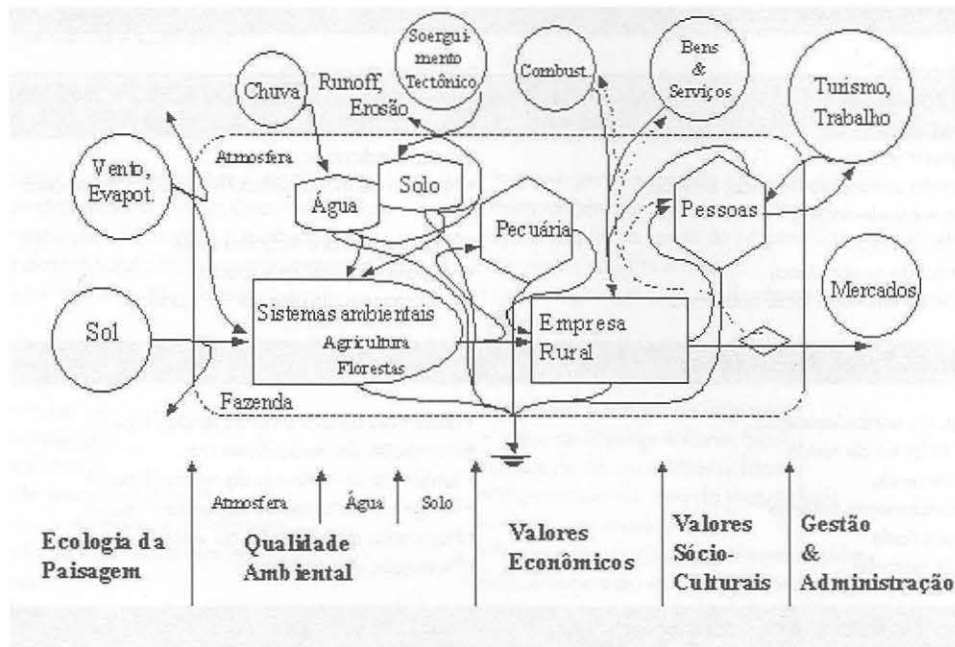 Chuva
Runoff,
Erosão
Soergui-
mento
Tectônico
Combust.
Bens
&
Serviços
Turismo,
Trabalho
Vento,
Evapot.
Atmosfera
Água
Solo
Pecuária
Pessoas
Mercados
Sol
Sistemas ambientais
Agricultura
Florestas
Empresa
Rural
Fazenda
Atmosfera
Água
Solo
Ecologia da
Paisagem
Qualidade
Ambiental
Valores
Econômicos
Valores
Sócio-
Culturais
Gestão
&
Administração